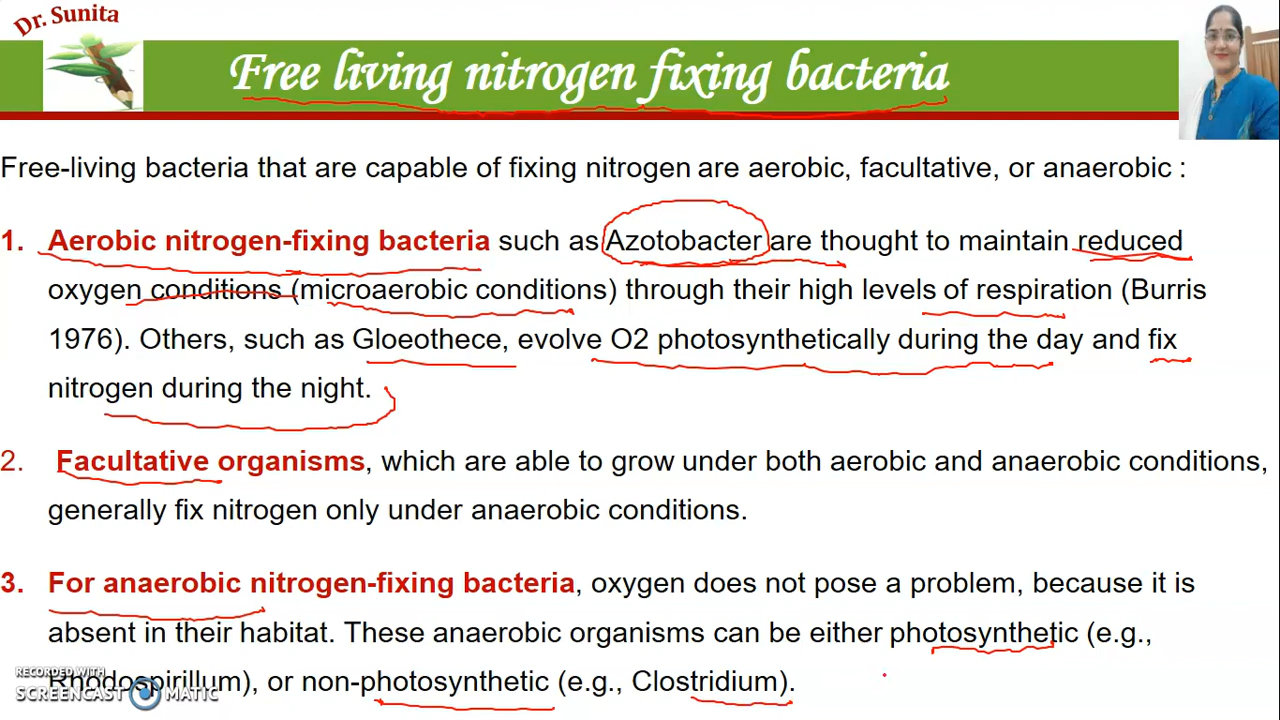 Dr. Sunita
Free living nitrogen fixing bacteria
Free-living bacteria that are capable of fixing nitrogen are aerobic, facultative, or anaerobic :
1. Aerobic nitrogen-fixing bacteria such as Azotobacter are thought to maintain reduced
oxygen conditions (microaerobic conditions) through their high levels of respiration (Burris
1976). Others, such as Gloeothece, evolve O2 photosynthetically during the day and fix
nitrogen during the night.
2. Facultative organisms, which are able to grow under both aerobic and anaerobic conditions,
generally fix nitrogen only under anaerobic conditions.
3. For anaerobic nitrogen-fixing bacteria, oxygen does not pose a problem, because it is
absent in their habitat. These anaerobic organisms can be either photosynthetic (e.g.,
Rhodospirillum), or non-photosynthetic (e.g., Clostridium).
RECORDED WITH
SCREENCAST MATIC